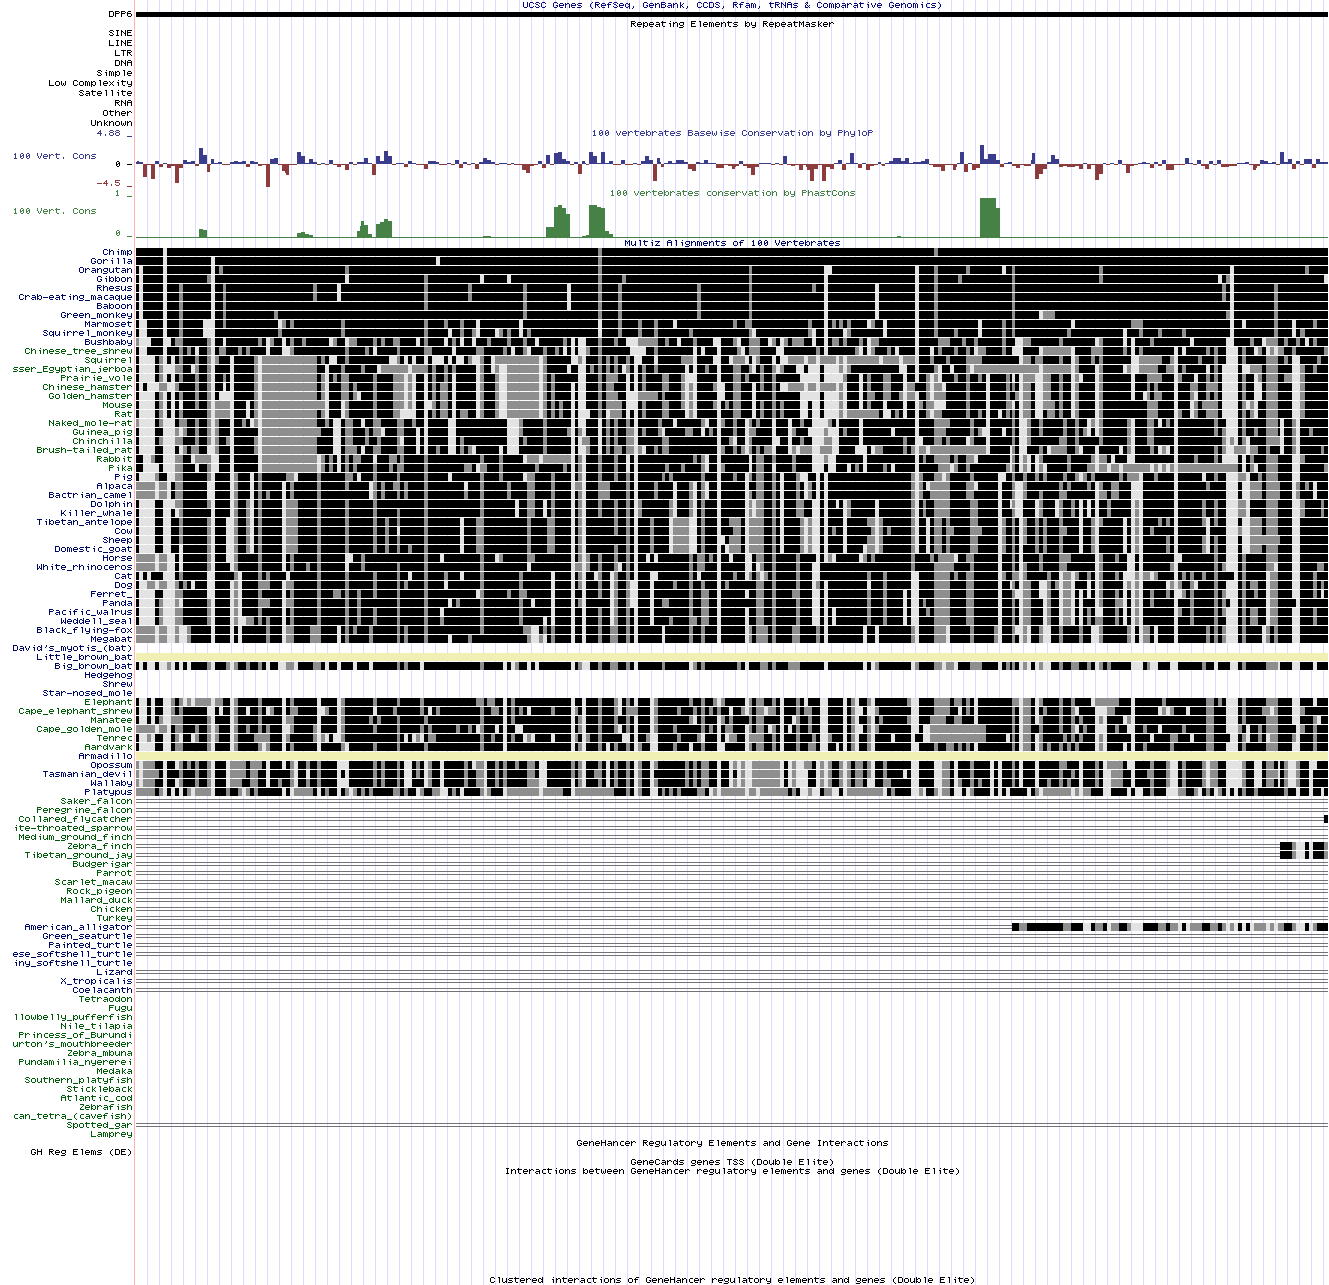 UCSC Genes (RefSeq, GenBank, CCDS, Rfam, tRNAs & Comparative Genomics)
DPP6
Repeating Elements by RepeatMasker
SINE
LINE
LTR
DNA
Simple
Low Complexity
Satellite
RNA
Other
Unknown
4.88 _
100 vertebrates Basewise Conservation by PhyloP
100 Vert. Cons
0 _
-4.5 _
100 vertebrates conservation by PhastCons
1 _
100 Vert. Cons
0 _
Multiz Alignments of 100 Vertebrates
Chimp
Gorilla
Orangutan
Gibbon
Rhesus
Crab-eating_macaque
Baboon
Green_monkey
Marmoset
Squirrel_monkey
Bushbaby
Chinese_tree_shrew
Squirrel
sser_Egyptian_jerboa
Prairie_vole
Chinese_hamster
Golden_hamster
Mouse
Rat
Naked_mole-rat
Guinea_pig
Chinchilla
Brush-tailed_rat
Rabbit
Pika
Pig
Alpaca
Bactrian_camel
Dolphin
Killer_whale
Tibetan_antelope
Cow
Sheep
Domestic_goat
Horse
White_rhinoceros
Cat
Dog
Ferret_
Panda
Pacific_walrus
Weddell_seal
Black_flying-fox
Megabat
David's_myotis_(bat)
Little_brown_bat
Big_brown_bat
Hedgehog
Shrew
Star-nosed_mole
Elephant
Cape_elephant_shrew
Manatee
Cape_golden_mole
Tenrec
Aardvark
Armadillo
Opossum
Tasmanian_devil
Wallaby
Platypus
Saker_falcon
Peregrine_falcon
Collared_flycatcher
ite-throated_sparrow
Medium_ground_finch
Zebra_finch
Tibetan_ground_jay
Budgerigar
Parrot
Scarlet_macaw
Rock_pigeon
Mallard_duck
Chicken
Turkey
American_alligator
Green_seaturtle
Painted_turtle
ese_softshell_turtle
iny_softshell_turtle
Lizard
X_tropicalis
Coelacanth
Tetraodon
Fugu
llowbelly_pufferfish
Nile_tilapia
Princess_of_Burundi
urton's_mouthbreeder
Zebra_mbuna
Pundamilia_nyererei
Medaka
Southern_platyfish
Stickleback
Atlantic_cod
Zebrafish
can_tetra_(cavefish)
Spotted_gar
Lamprey
GeneHancer Regulatory Elements and Gene Interactions
GH Reg Elems (DE)
GeneCards genes TSS (Double Elite)
Interactions between GeneHancer regulatory elements and genes (Double Elite)
Clustered interactions of GeneHancer regulatory elements and genes (Double Elite)